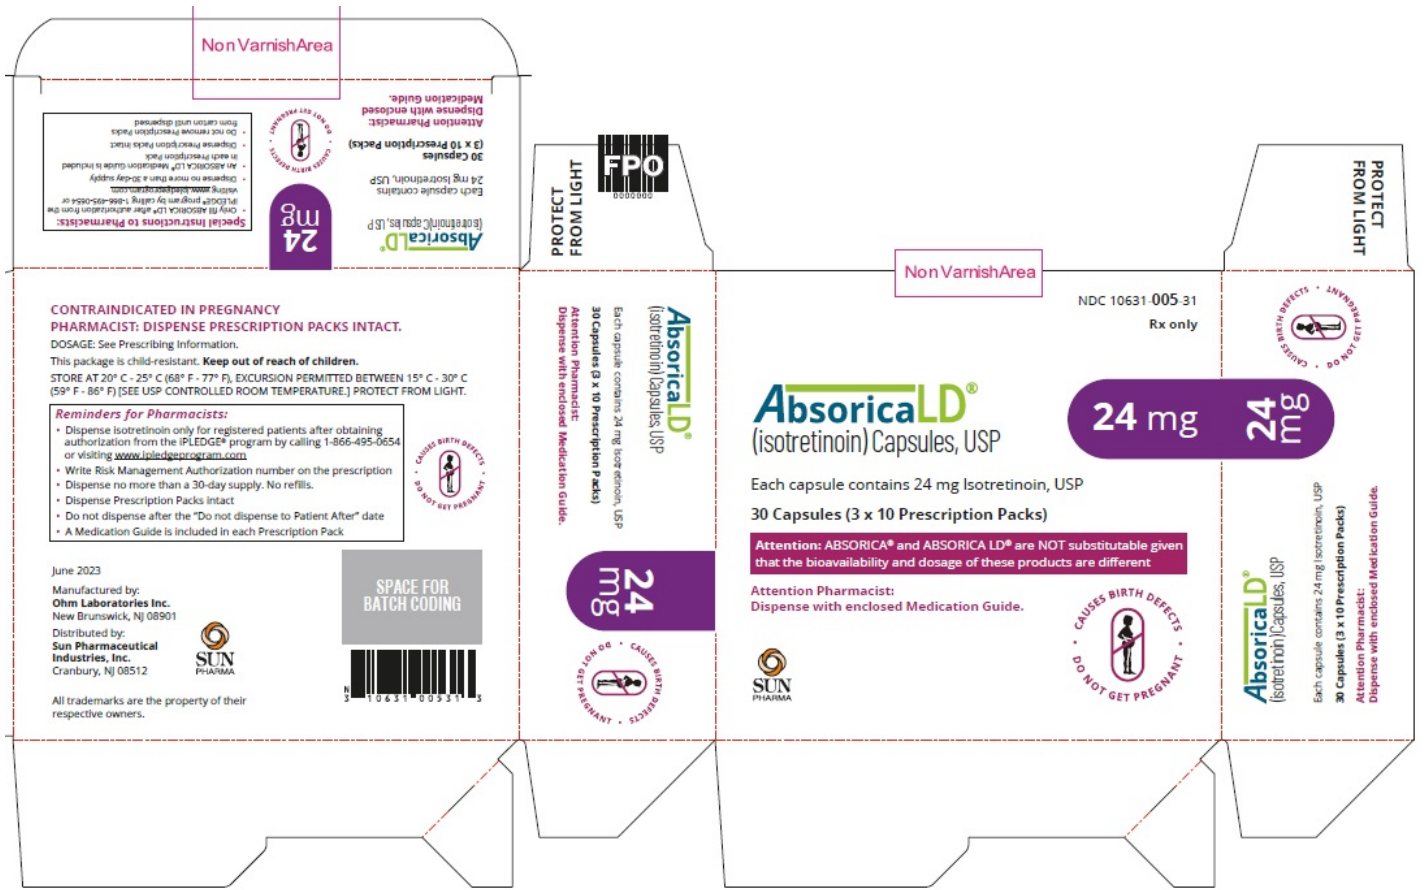 Non VarnishArea
Special Instructions to Pharmacists:
• Only fill ABSORICA LD® after authorization from the
iPLEDGE® program by calling 1-866-495-0654 or
visiting www.ipledgeprogram.com
• Dispense no more than a 30-day supply
• An ABSORICA LD® Medication Guide is included
in each Prescription Pack
• Dispense Prescription Packs intact
• Do not remove Prescription Packs
from carton until dispensed
24
mg
• CAUSES BIRTH DEFECTS •
DO NOT GET PREGNANT
AbsoricaLD®
(isotretinoin)Capsules, USP
Each capsule contains
24 mg Isotretinoin, USP
30 Capsules
(3 x 10 Prescription Packs)
Attention Pharmacist:
Dispense with enclosed
Medication Guide.
CONTRAINDICATED IN PREGNANCY
PHARMACIST: DISPENSE PRESCRIPTION PACKS INTACT.
DOSAGE: See Prescribing Information.
This package is child-resistant. Keep out of reach of children.
STORE AT 20° C - 25° C (68° F - 77° F), EXCURSION PERMITTED BETWEEN 15° C - 30° C
(59° F - 86° F) [SEE USP CONTROLLED ROOM TEMPERATURE.] PROTECT FROM LIGHT.
Reminders for Pharmacists:
• Dispense isotretinoin only for registered patients after obtaining
authorization from the iPLEDGE® program by calling 1-866-495-0654
or visiting www.ipledgeprogram.com
• Write Risk Management Authorization number on the prescription
• Dispense no more than a 30-day supply. No refills.
• Dispense Prescription Packs intact
• Do not dispense after the “Do not dispense to Patient After” date
• A Medication Guide is included in each Prescription Pack
• CAUSES BIRTH DEFECTS •
DO NOT GET PREGNANT
June 2023
Manufactured by:
Ohm Laboratories Inc.
New Brunswick, NJ 08901
Distributed by:
Sun Pharmaceutical
Industries, Inc.
Cranbury, NJ 08512
SUN
PHARMA
All trademarks are the property of their
respective owners.
SPACE FOR
BATCH CODING
N
3 10631 00531 3
PROTECT
FROM LIGHT
FPO
0000000
AbsoricaLD®
(isotretinoin)Capsules, USP
Each capsule contains 24 mg Isotretinoin, USP
30 Capsules (3 x 10 Prescription Packs)
Attention Pharmacist:
Dispense with enclosed Medication Guide.
24
mg
• CAUSES BIRTH DEFECTS •
DO NOT GET PREGNANT
Non VarnishArea
NDC 10631-005-31
Rx only
AbsoricaLD®
(isotretinoin) Capsules, USP
24 mg
Each capsule contains 24 mg Isotretinoin, USP
30 Capsules (3 x 10 Prescription Packs)
Attention: ABSORICA® and ABSORICA LD® are NOT substitutable given
that the bioavailability and dosage of these products are different
Attention Pharmacist:
Dispense with enclosed Medication Guide.
SUN
PHARMA
• CAUSES BIRTH DEFECTS •
DO NOT GET PREGNANT
PROTECT
FROM LIGHT
• CAUSES BIRTH DEFECTS •
DO NOT GET PREGNANT
24
mg
AbsoricaLD®
(isotretinoin)Capsules, USP
Each capsule contains 24 mg Isotretinoin, USP
30 Capsules (3 x 10 Prescription Packs)
Attention Pharmacist:
Dispense with enclosed Medication Guide.